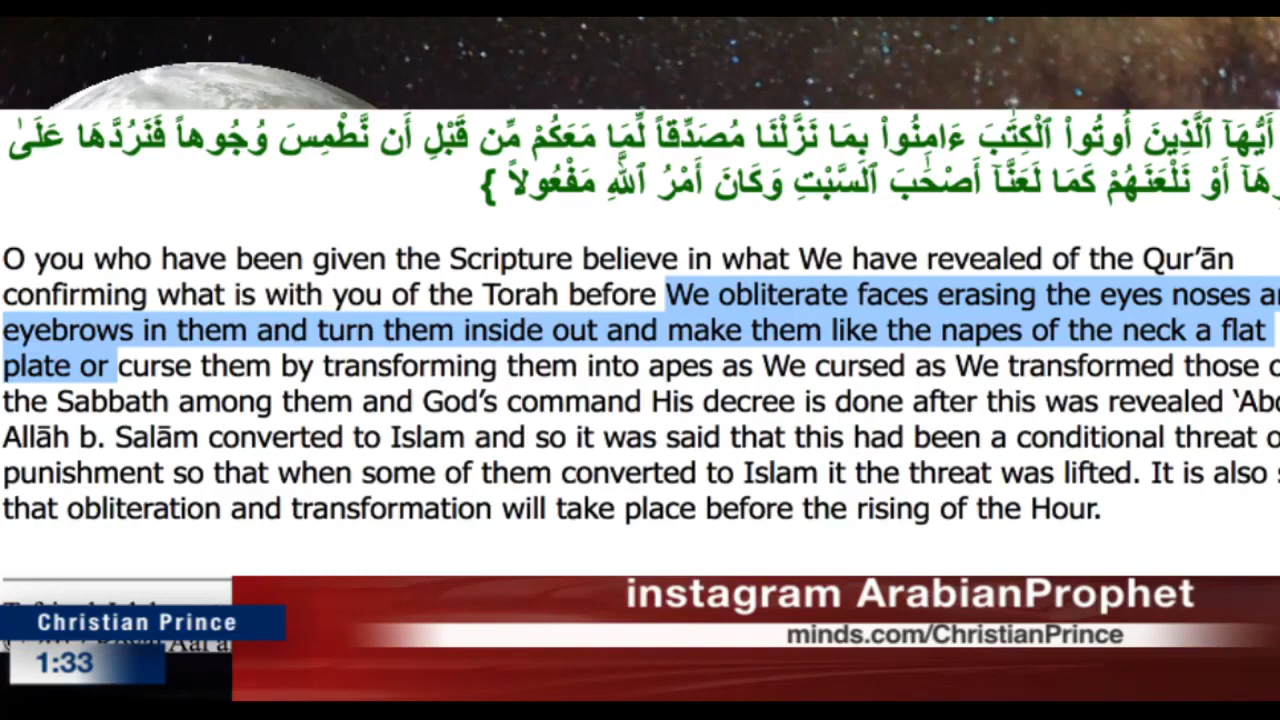 أَيُّهَآ ٱلَّذِينَ أُوتُواْ ٱلْكِتَٰبَ ءَامِنُواْ بِمَا نَزَّلْنَا مُصَدِّقاً لِّمَا مَعَكُمْ مِّن قَبْلِ أَن نَّطْمِسَ وُجُوهاً فَنَرُدَّهَا عَلَىٰ
أَوْ نَلْعَنَهُمْ كَمَا لَعَنَّآ أَصْحَٰبَ ٱلسَّبْتِ وَكَانَ أَمْرُ ٱللَّهِ مَفْعُولاً }
O you who have been given the Scripture believe in what We have revealed of the Qur’ān
confirming what is with you of the Torah before We obliterate faces erasing the eyes noses
eyebrows in them and turn them inside out and make them like the napes of the neck a flat
plate or curse them by transforming them into apes as We cursed as We transformed those
the Sabbath among them and God’s command His decree is done after this was revealed
Allāh b. Salām converted to Islam and so it was said that this had been a conditional threat
punishment so that when some of them converted to Islam it the threat was lifted. It is also
that obliteration and transformation will take place before the rising of the Hour.
instagram ArabianProphet
Christian Prince
minds.com/ChristianPrince
1:33